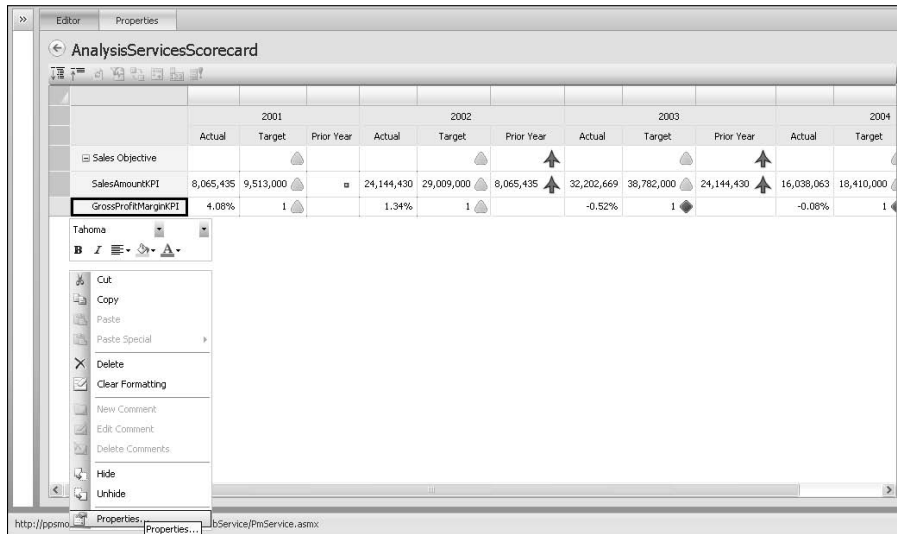 »
Editor Properties
AnalysisServicesScorecard
2001 2002 2003 2004
Actual Target Prior Year Actual Target Prior Year Actual Target Prior Year Actual Target
Sales Objective
SalesAmountKPI 8,065,435 9,513,000 24,144,430 29,009,000 8,065,435 32,202,669 38,782,000 24,144,430 16,038,063 18,410,000
GrossProfitMarginKPI 4.08% 1 1.34% 1 -0.52% 1 -0.08% 1
Tahoma
B I A
Cut
Copy
Paste
Paste Special
Delete
Clear Formatting
New Comment
Edit Comment
Delete Comments
Hide
Unhide
Properties...
Properties...
http://ppsmo bService/PmService.asmx